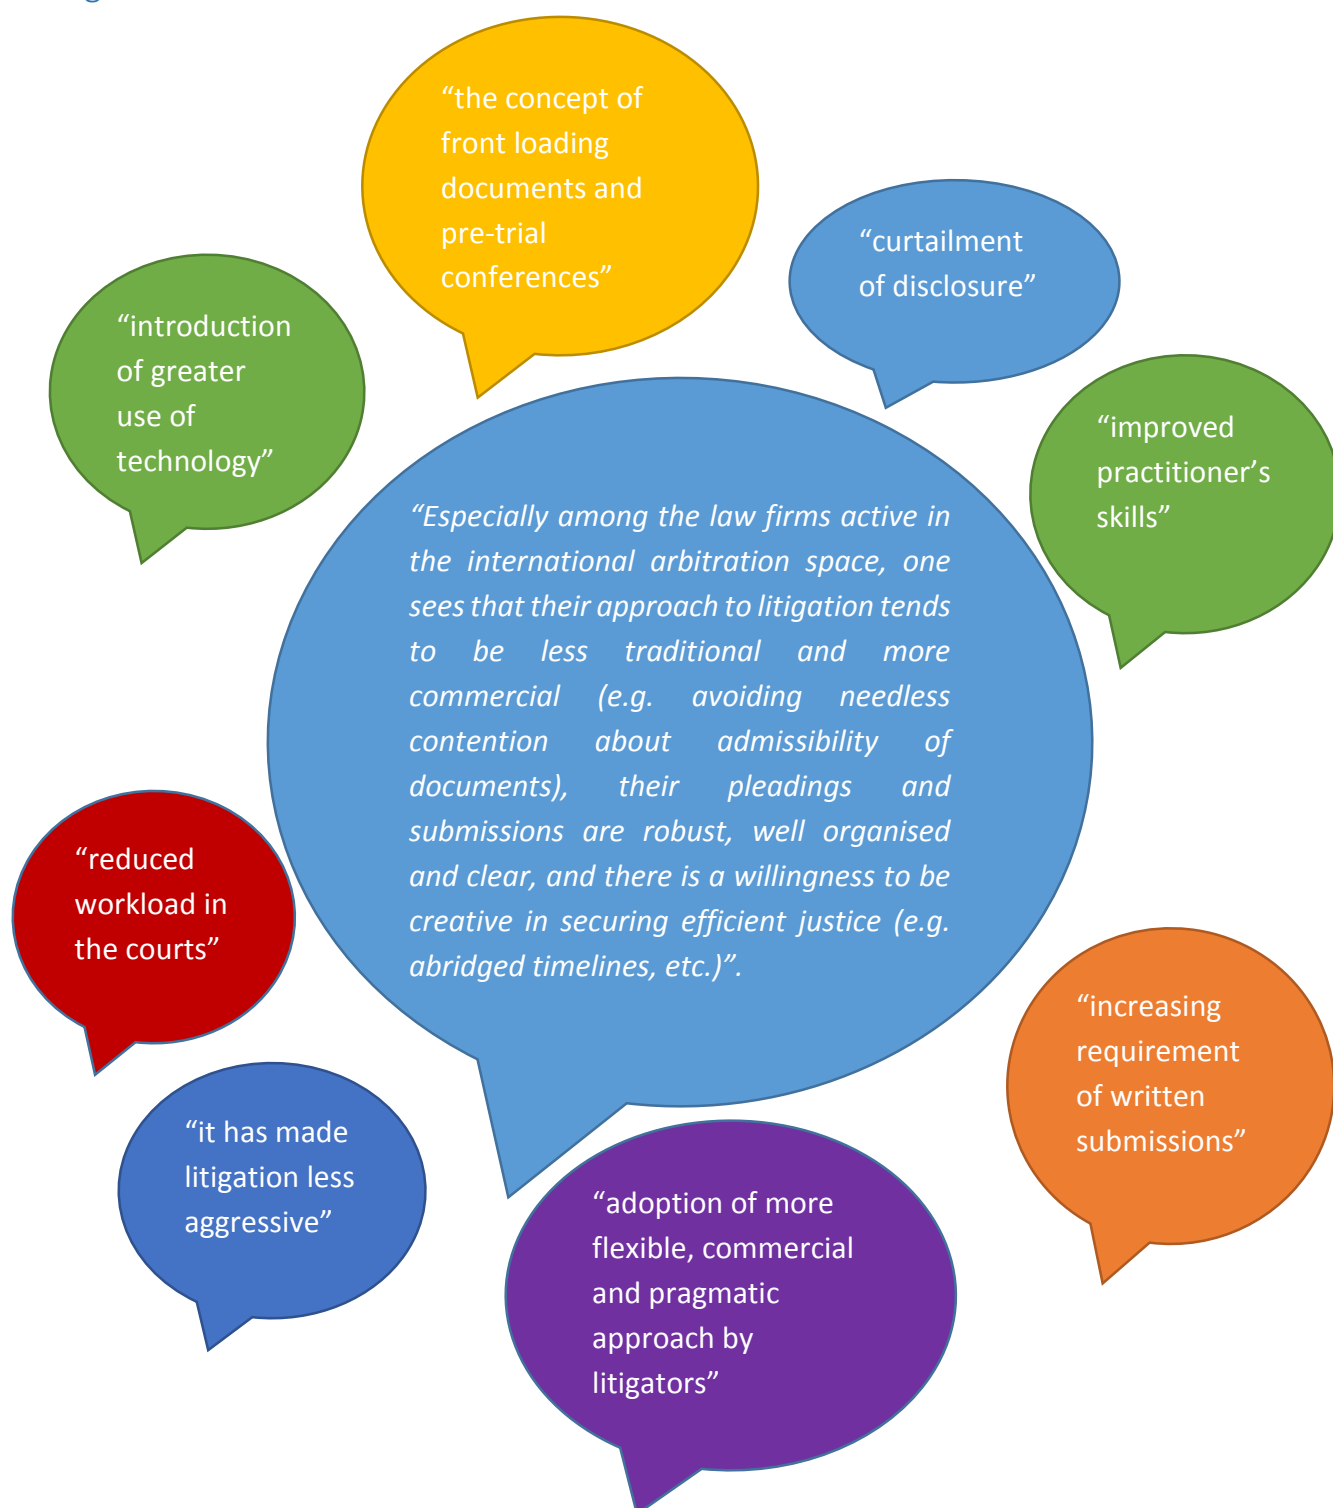 “the concept of
front loading
documents and
pre-trial
conferences”
“curtailment
of disclosure”
“introduction
of greater
use of
technology”
“improved
practitioner’s
skills”
“Especially among the law firms active in
the international arbitration space, one
sees that their approach to litigation tends
to be less traditional and more
commercial (e.g. avoiding needless
contention about admissibility of
documents), their pleadings and
submissions are robust, well organised
and clear, and there is a willingness to be
creative in securing efficient justice (e.g.
abridged timelines, etc.)”.
“reduced
workload in
the courts”
“increasing
requirement
of written
submissions”
“it has made
litigation less
aggressive”
“adoption of more
flexible, commercial
and pragmatic
approach by
litigators”